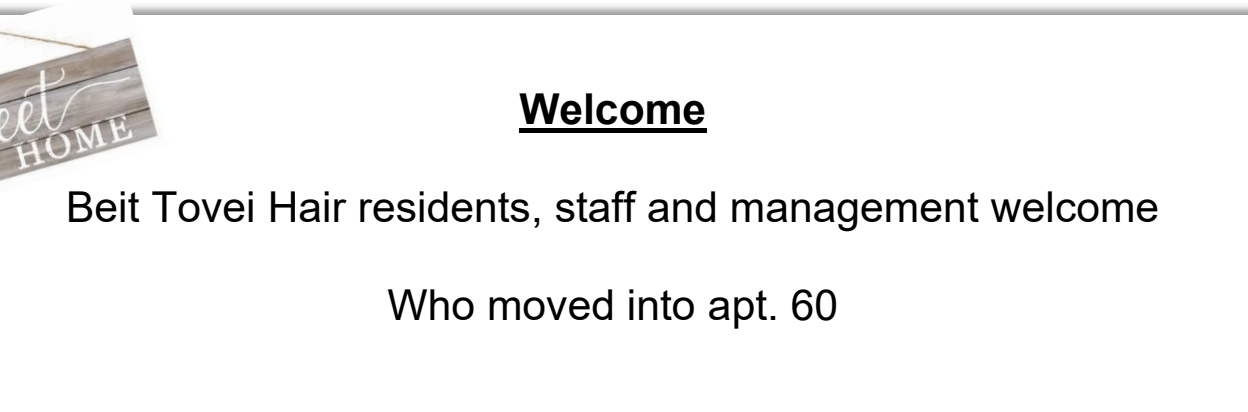 eet
HOME
Welcome
Beit Tovei Hair residents, staff and management welcome
Who moved into apt. 60